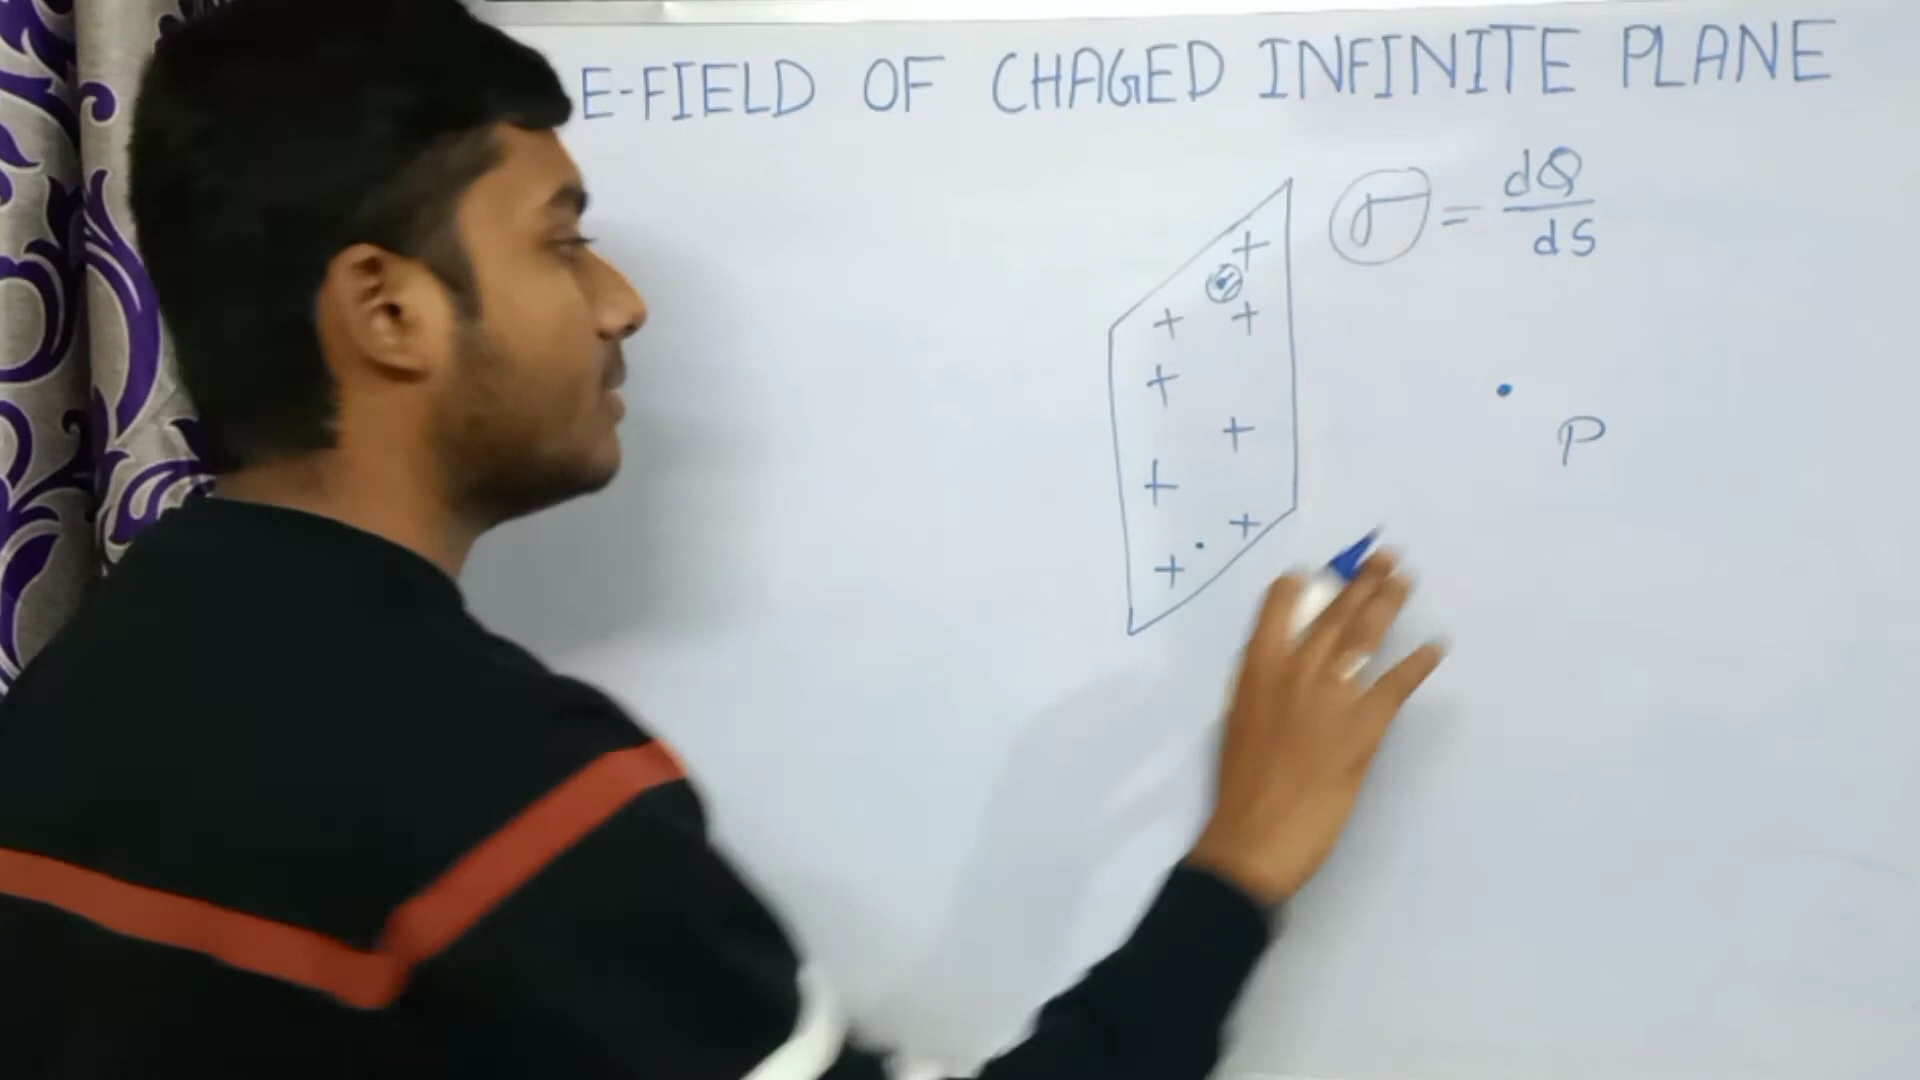 E-FIELD OF CHAGED INFINITE PLANE
σ = dQ
dS
+
+ +
+
+
+
+
+
P